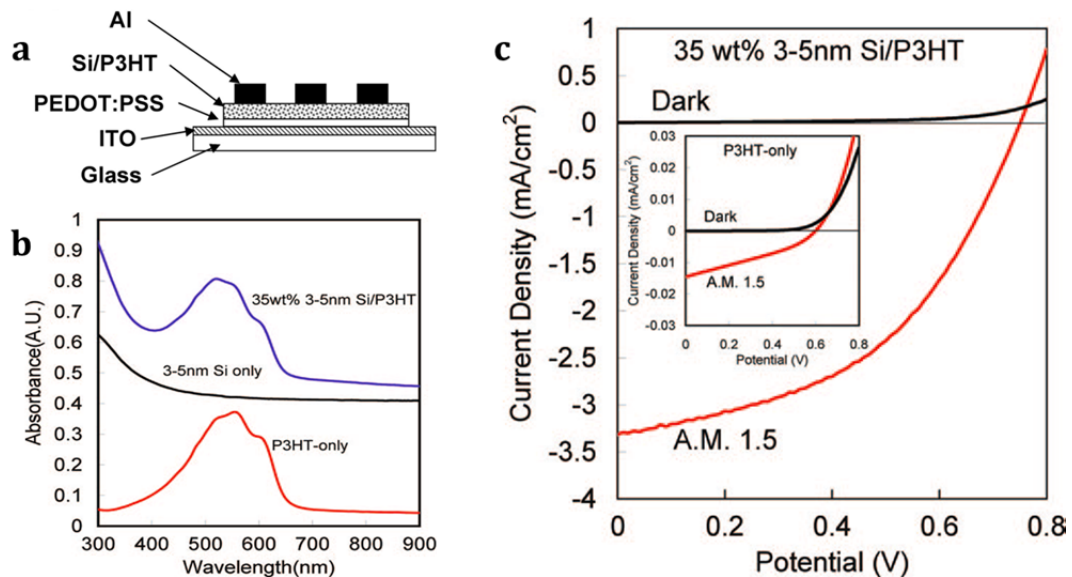 a
Al
Si/P3HT
PEDOT:PSS
ITO
Glass
b
1
0.9
0.8
0.7
0.6
0.5
0.4
0.3
0.2
0.1
0
35wt% 3-5nm Si/P3HT
3-5nm Si only
P3HT-only
Absorbance(A.U.)
300 400 500 600 700 800 900
Wavelength(nm)
c
35 wt% 3-5nm Si/P3HT
Dark
A.M. 1.5
1
0.5
0
-0.5
-1
-1.5
-2
-2.5
-3
-3.5
-4
Current Density (mA/cm²)
0 0.2 0.4 0.6 0.8
Potential (V)
P3HT-only
Dark
A.M. 1.5
0.03
0.02
0.01
0
-0.01
-0.02
-0.03
Current Density (mA/cm²)
0 0.2 0.4 0.6 0.8
Potential (V)